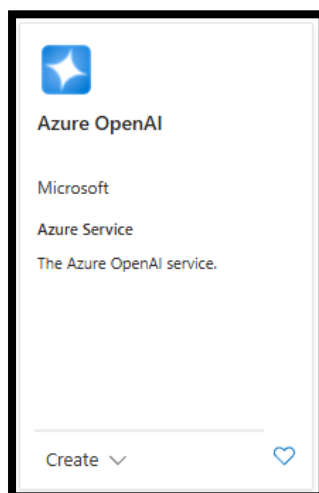 Azure OpenAI
Microsoft
Azure Service
The Azure OpenAI service.
Create